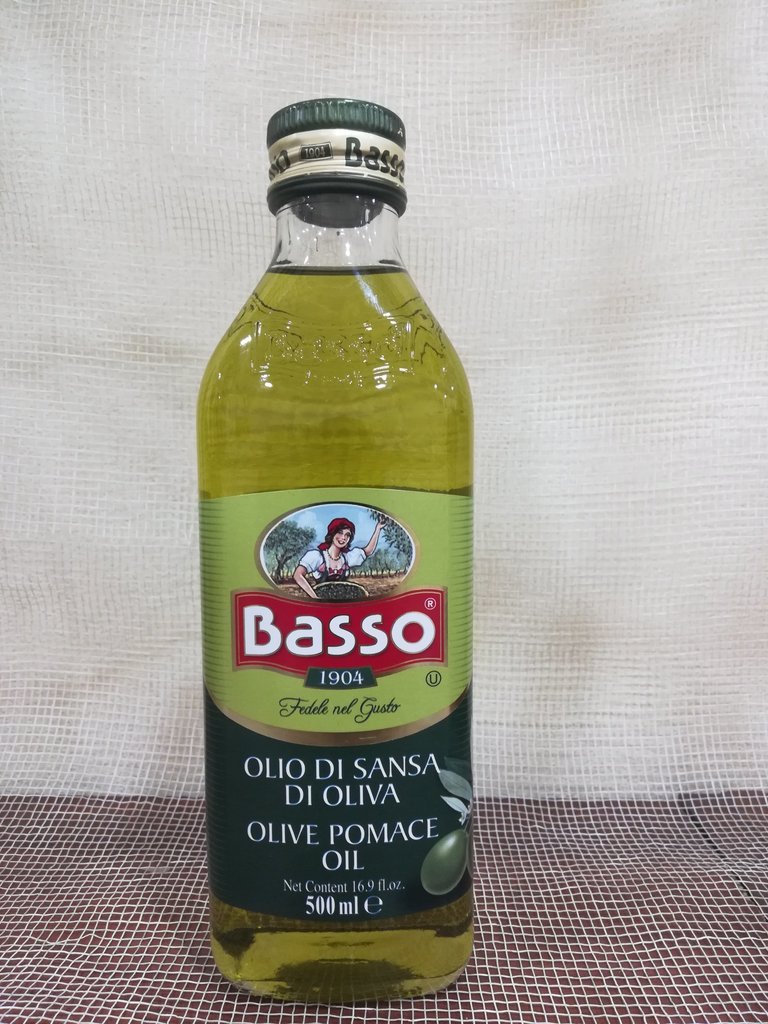 1904 Basso
Basso®
1904
U
Fedele nel Gusto
OLIO DI SANSA
DI OLIVA
OLIVE POMACE
OIL
Net Content 16.9 fl.oz.
500 ml ℮